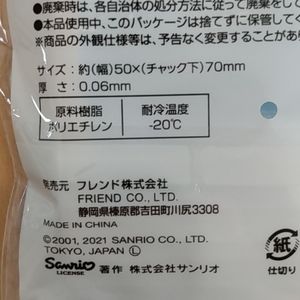 ●廃棄時は、各自治体の処分方法に従って廃棄をして
●本品使用中、このパッケージは捨てずに保管してく
※商品の外観仕様等は、予告なく変更することがあ
サイズ：約(幅)50×(チャック下)70mm
厚さ：0.06mm
原料樹脂 耐冷温度
ポリエチレン -20℃
発売元 フレンド株式会社
FRIEND CO., LTD.
静岡県榛原郡吉田町川尻3308
MADE IN CHINA
©2001, 2021 SANRIO CO., LTD.
TOKYO, JAPAN Ⓛ
Sanrio
LICENSE
著作 株式会社サンリオ
紙
仕切り